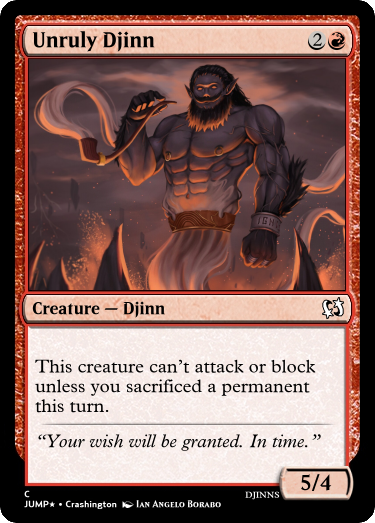 Unruly Djinn 2
Creature — Djinn
This creature can't attack or block
unless you sacrificed a permanent
this turn.
“Your wish will be granted. In time.”
5/4
C
JUMP★ • Crashington Ian Angelo Borabo
DJINNS